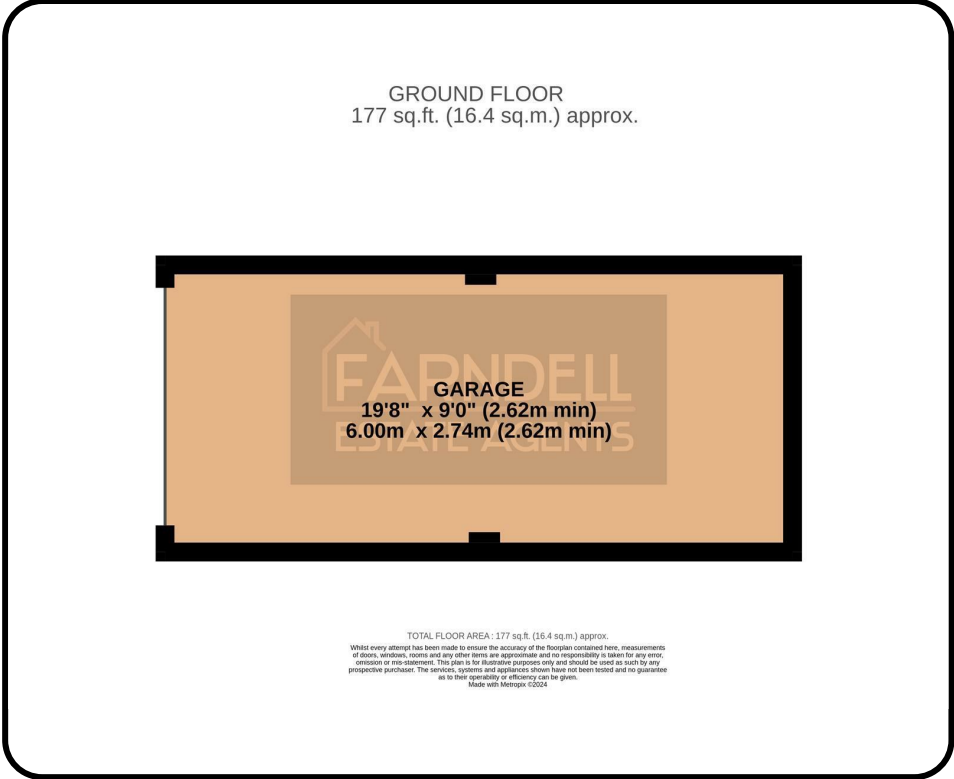 GROUND FLOOR
177 sq.ft. (16.4 sq.m.) approx.
FARNDELL
ESTATE AGENTS
GARAGE
19'8" x 9'0" (2.62m min)
6.00m x 2.74m (2.62m min)
TOTAL FLOOR AREA : 177 sq.ft. (16.4 sq.m.) approx.
Whilst every attempt has been made to ensure the accuracy of the floorplan contained here, measurements
of doors, windows, rooms and any other items are approximate and no responsibility is taken for any error,
omission or mis-statement. This plan is for illustrative purposes only and should be used as such by any
prospective purchaser. The services, systems and appliances shown have not been tested and no guarantee
as to their operability or efficiency can be given.
Made with Metropix ©2024